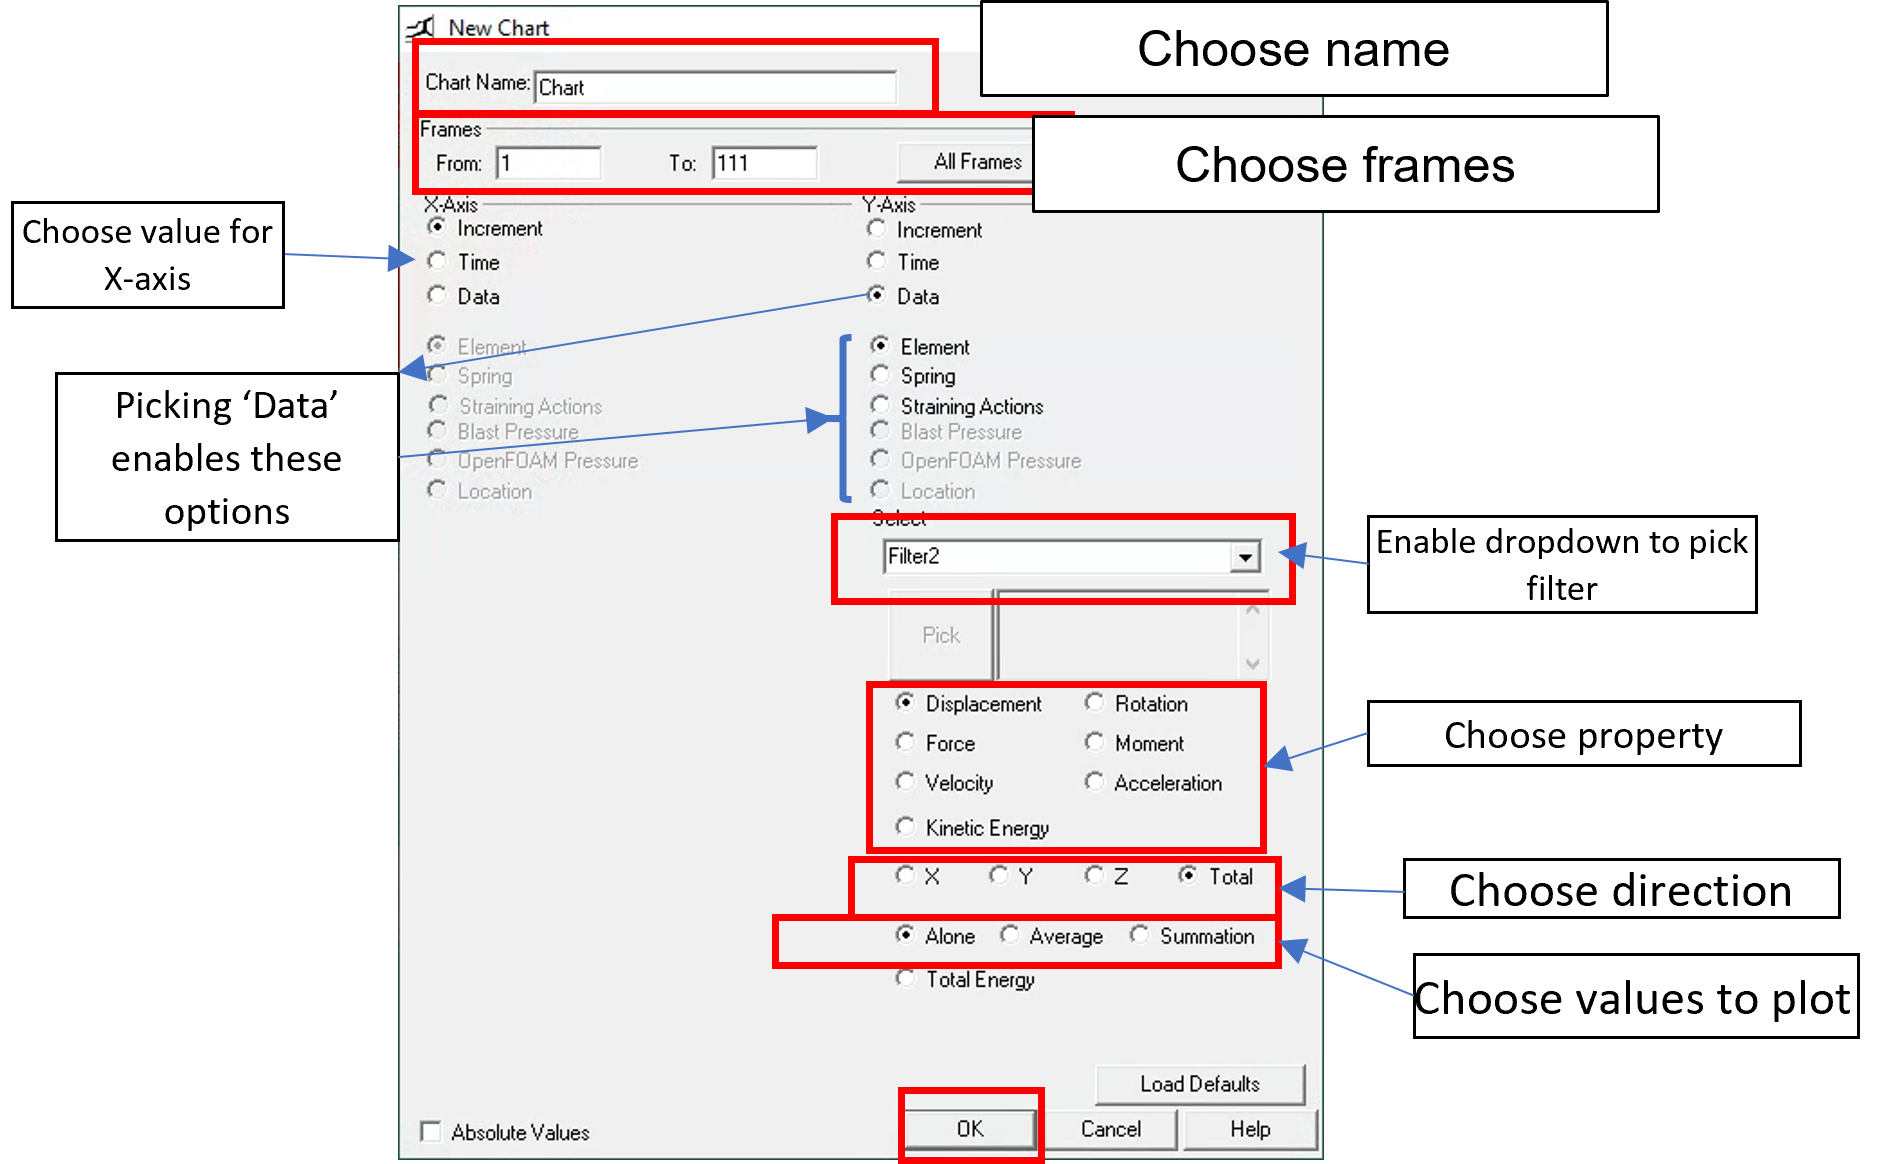 New Chart
Choose name
Chart Name: Chart
Frames
From: 1 To: 111 All Frames
Choose frames
X-Axis
Y-Axis
Choose value for
X-axis
Increment
Time
Data
Increment
Time
Data
Element
Spring
Straining Actions
Blast Pressure
OpenFOAM Pressure
Location
Element
Spring
Straining Actions
Blast Pressure
OpenFOAM Pressure
Location
Picking ‘Data’
enables these
options
Select
Filter2
Enable dropdown to pick
filter
Pick
Displacement Rotation
Force Moment
Velocity Acceleration
Kinetic Energy
Choose property
X Y Z Total
Choose direction
Alone Average Summation
Total Energy
Choose values to plot
Load Defaults
Absolute Values
OK Cancel Help